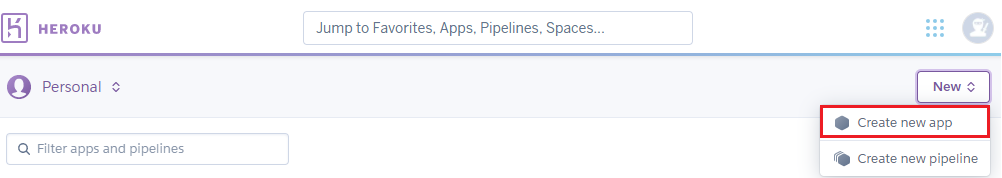 HEROKU
Jump to Favorites, Apps, Pipelines, Spaces...
Personal
New
Create new app
Filter apps and pipelines
Create new pipeline